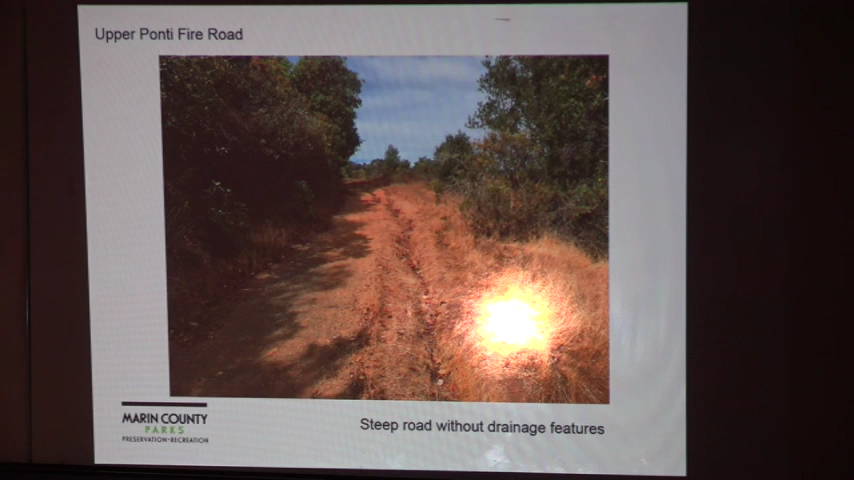 Upper Ponti Fire Road
MARIN COUNTY
PARKS
PRESERVATION•RECREATION
Steep road without drainage features